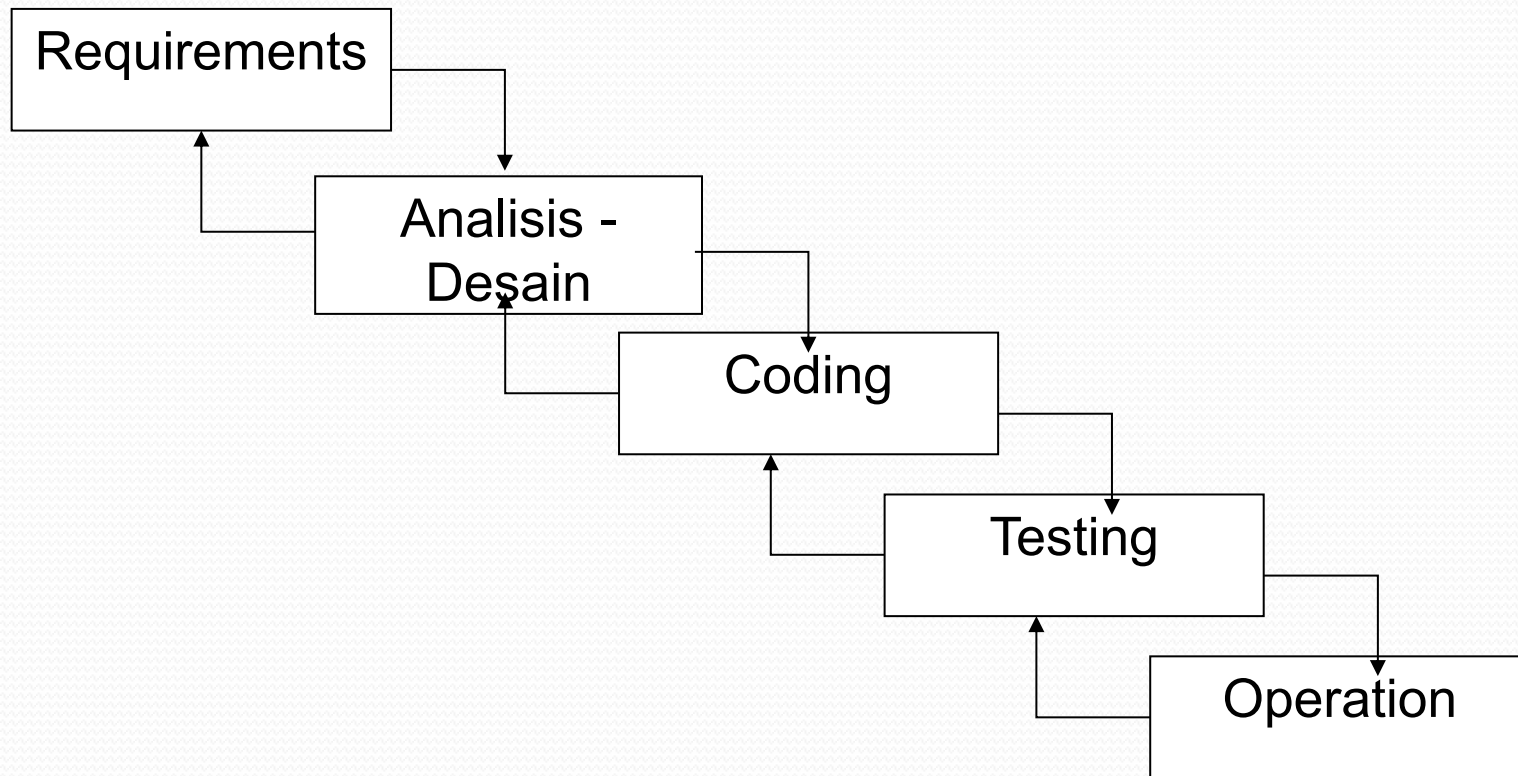 Requirements
Analisis -
Desain
Coding
Testing
Operation